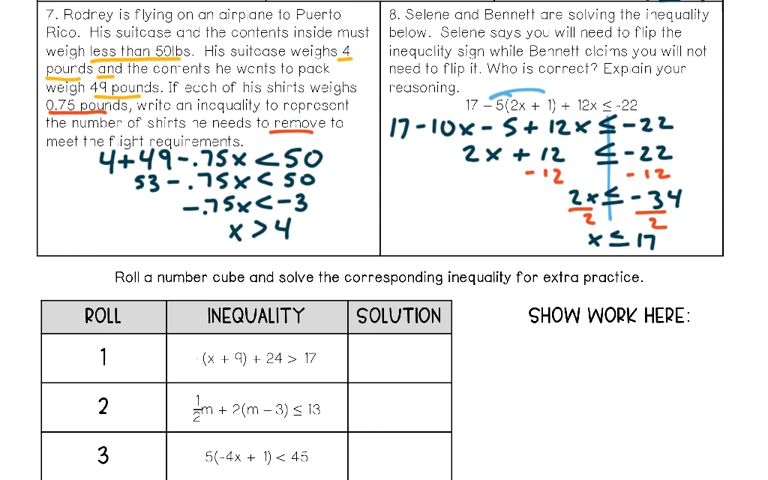 7. Rodrey is flying on an airplane to Puerto
Rico. His suitcase and the contents inside must
weigh less than 50lbs. His suitcase weighs 4
pounds and the contents he wants to pack
weigh 49 pounds. If each of his shirts weighs
0.75 pounds, write an inequality to represent
the number of shirts he needs to remove to
meet the flight requirements.
4+49-.75x<50
53-.75x<50
-.75x<-3
x>4
8. Selene and Bennett are solving the inequality
below. Selene says you will need to flip the
inequality sign while Bennett claims you will not
need to flip it. Who is correct? Explain your
reasoning.
17 – 5(2x + 1) + 12x ≤ -22
17-10x-5+12x≤-22
2x+12 ≤-22
-12 -12
2x≤-34
2 2
x≤17
Roll a number cube and solve the corresponding inequality for extra practice.
ROLL INEQUALITY SOLUTION SHOW WORK HERE:
1 -(x + 9) + 24 > 17
2 1/2m + 2(m – 3) ≤ 13
3 5(-4x + 1) < 45